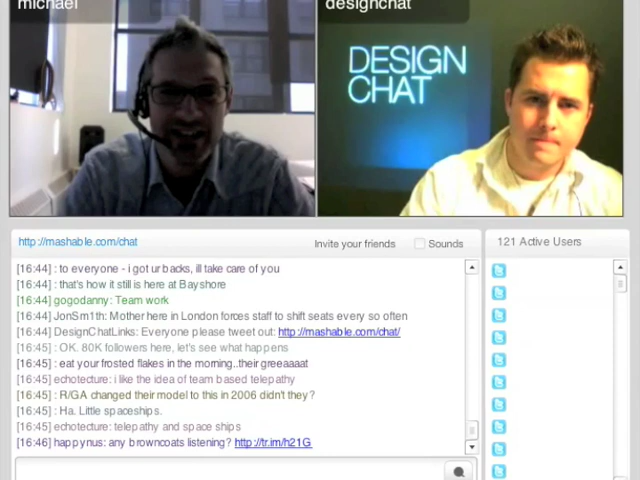 michael
designchat
DESIGN
CHAT
http://mashable.com/chat
Invite your friends
Sounds
121 Active Users
[16:44] : to everyone - i got ur backs, ill take care of you
[16:44] : that's how it still is here at Bayshore
[16:44] gogodanny: Team work
[16:44] JonSm1th: Mother here in London forces staff to shift seats every so often
[16:44] DesignChatLinks: Everyone please tweet out: http://mashable.com/chat/
[16:45] : OK. 80K followers here, let's see what happens
[16:45] : eat your frosted flakes in the morning..their greeaaaat
[16:45] echotecture: i like the idea of team based telepathy
[16:45] : R/GA changed their model to this in 2006 didn't they?
[16:45] : Ha. Little spaceships.
[16:45] echotecture: telepathy and space ships
[16:46] happynus: any browncoats listening? http://tr.im/h21G